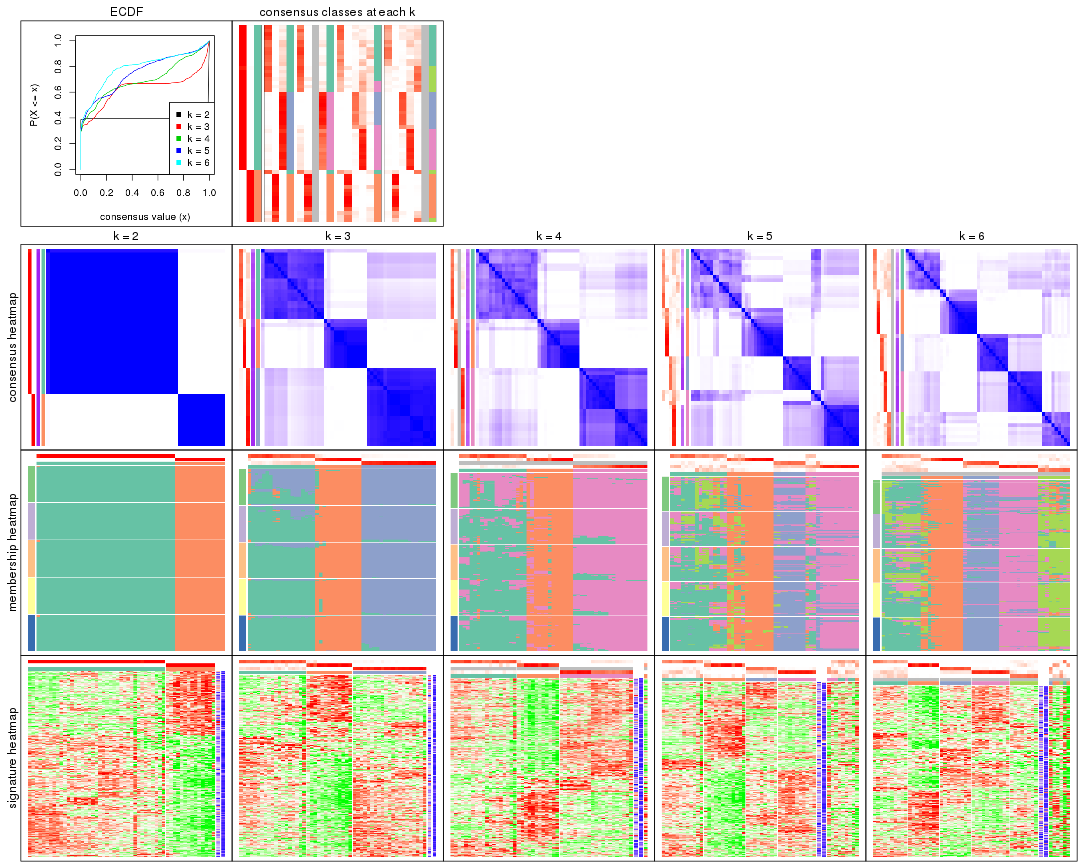 ECDF
consensus classes at each k
P(X <= x)
0.0 0.2 0.4 0.6 0.8 1.0
k = 2
k = 3
k = 4
k = 5
k = 6
0.0 0.2 0.4 0.6 0.8 1.0
consensus value (x)
k = 2 k = 3 k = 4 k = 5 k = 6
consensus heatmap
membership heatmap
signature heatmap